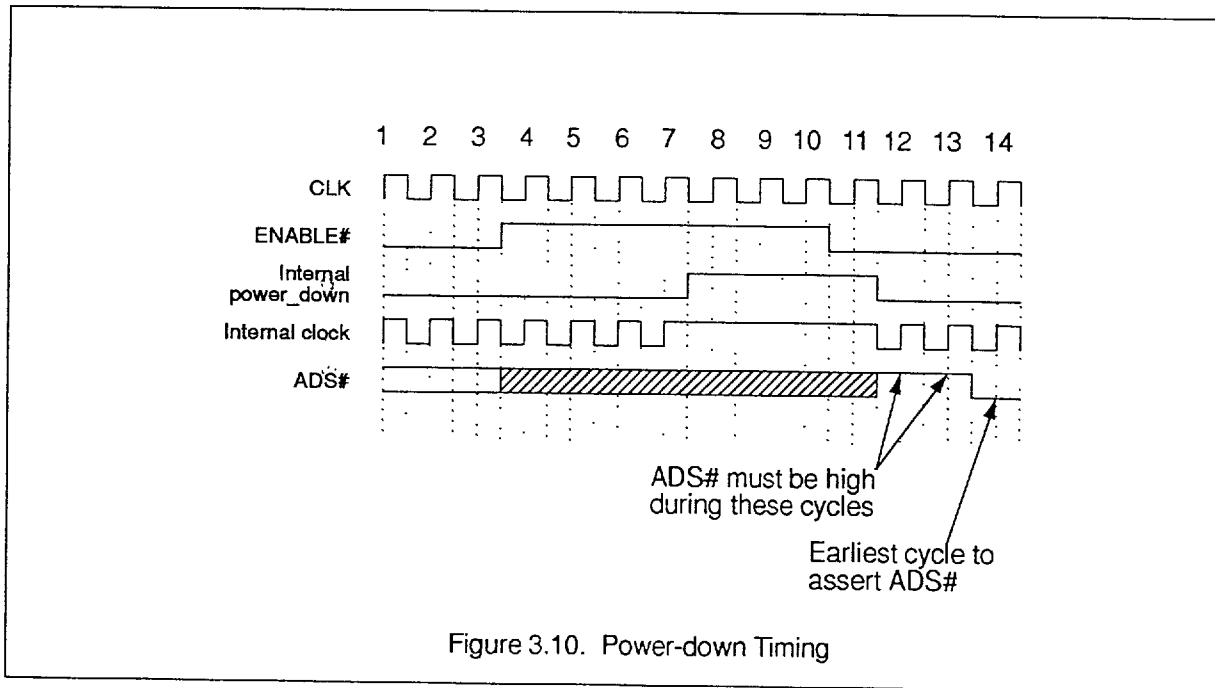 1 2 3 4 5 6 7 8 9 10 11 12 13 14
CLK
ENABLE#
Internal
power_down
Internal clock
ADS#
ADS# must be high
during these cycles
Earliest cycle to
assert ADS#
Figure 3.10. Power-down Timing